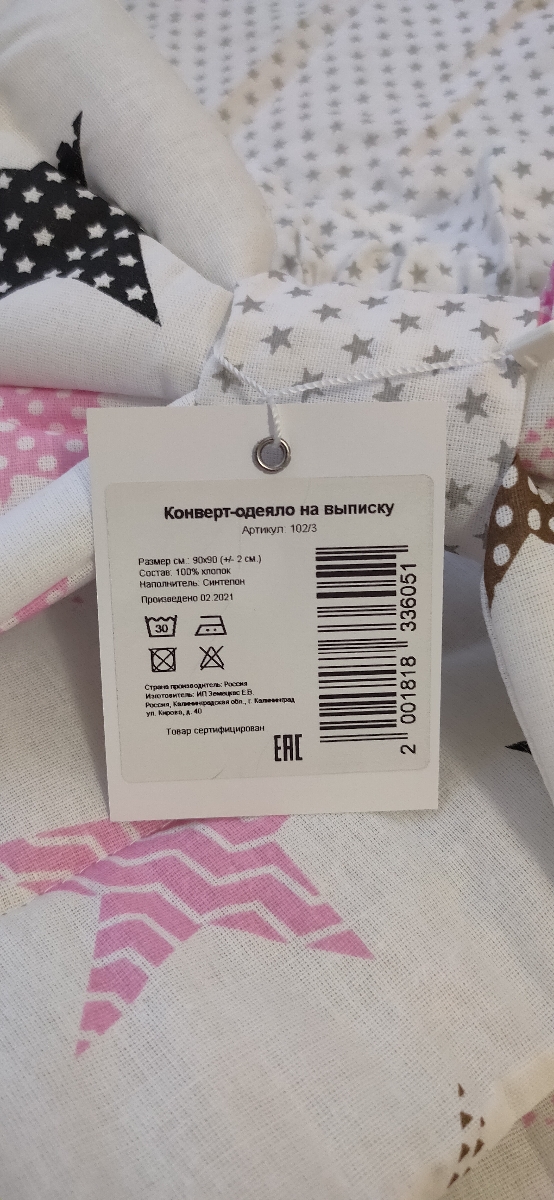 Конверт-одеяло на выписку
Артикул: 102/3
Размер см.: 90х90 (+/- 2 см.)
Состав: 100% хлопок
Наполнитель: Синтепон
Произведено 02.2021
30
Страна производитель: Россия
Изготовитель: ИП Земецкас Е.В.
Россия, Калининградская обл., г. Калининград
ул. Кирова, д. 40
Товар сертифицирован
EAC
2 001818 336051